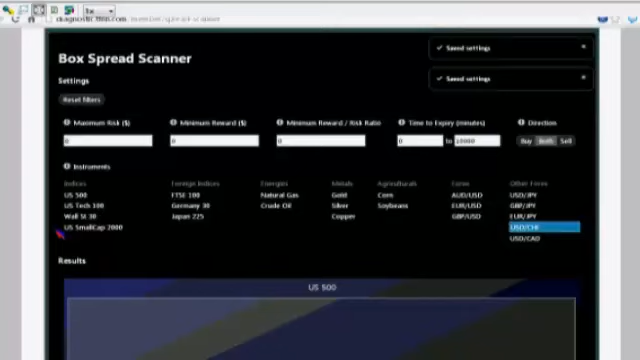 1x
Box Spread Scanner
Saved settings
Saved settings
Settings
Reset filters
Maximum Risk ($)
Minimum Reward ($)
Minimum Reward / Risk Ratio
Time to Expiry (minutes)
Direction
0
0
0
0 to 10000
Buy Both Sell
Instruments
Indices
US 500
US Tech 100
Wall St 30
US SmallCap 2000
Foreign Indices
FTSE 100
Germany 30
Japan 225
Energies
Natural Gas
Crude Oil
Metals
Gold
Silver
Copper
Agriculturals
Corn
Soybeans
Forex
AUD/USD
EUR/USD
GBP/USD
Other Forex
USD/JPY
GBP/JPY
EUR/JPY
USD/CHF
USD/CAD
Results
US 500